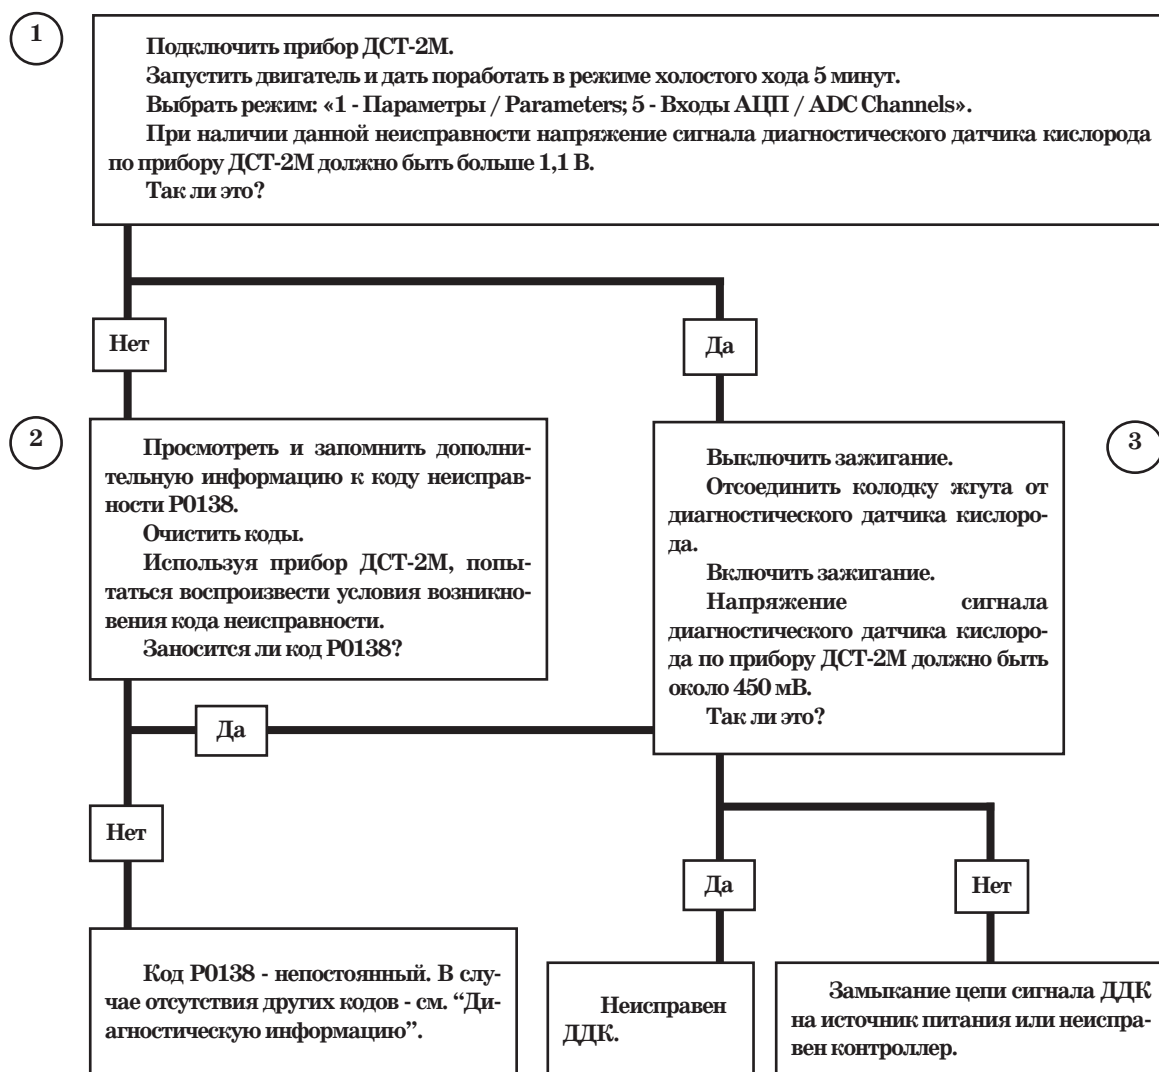 1
Подключить прибор ДСТ-2М.
Запустить двигатель и дать поработать в режиме холостого хода 5 минут.
Выбрать режим: «1 - Параметры / Parameters; 5 - Входы АЦП / ADC Channels».
При наличии данной неисправности напряжение сигнала диагностического датчика кислорода
по прибору ДСТ-2М должно быть больше 1,1 В.
Так ли это?
Нет
Да
2
Просмотреть и запомнить дополни-
тельную информацию к коду неисправ-
ности Р0138.
Очистить коды.
Используя прибор ДСТ-2М, попы-
таться воспроизвести условия возникно-
вения кода неисправности.
Заносится ли код Р0138?
3
Выключить зажигание.
Отсоединить колодку жгута от
диагностического датчика кислоро-
да.
Включить зажигание.
Напряжение сигнала
диагностического датчика кислоро-
да по прибору ДСТ-2М должно быть
около 450 мВ.
Так ли это?
Да
Нет
Да
Нет
Код Р0138 - непостоянный. В слу-
чае отсутствия других кодов - см. “Ди-
агностическую информацию”.
Неисправен
ДДК.
Замыкание цепи сигнала ДДК
на источник питания или неиспра-
вен контроллер.